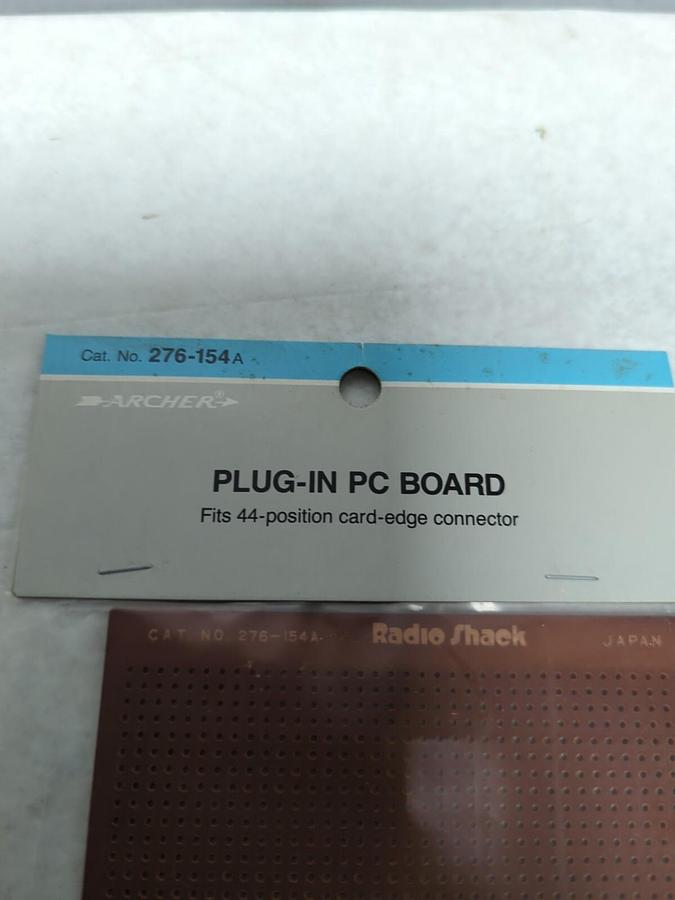 Cat. No. 276-154A
ARCHER®
PLUG-IN PC BOARD
Fits 44-position card-edge connector
CAT. NO. 276-154A Radio Shack JAPAN